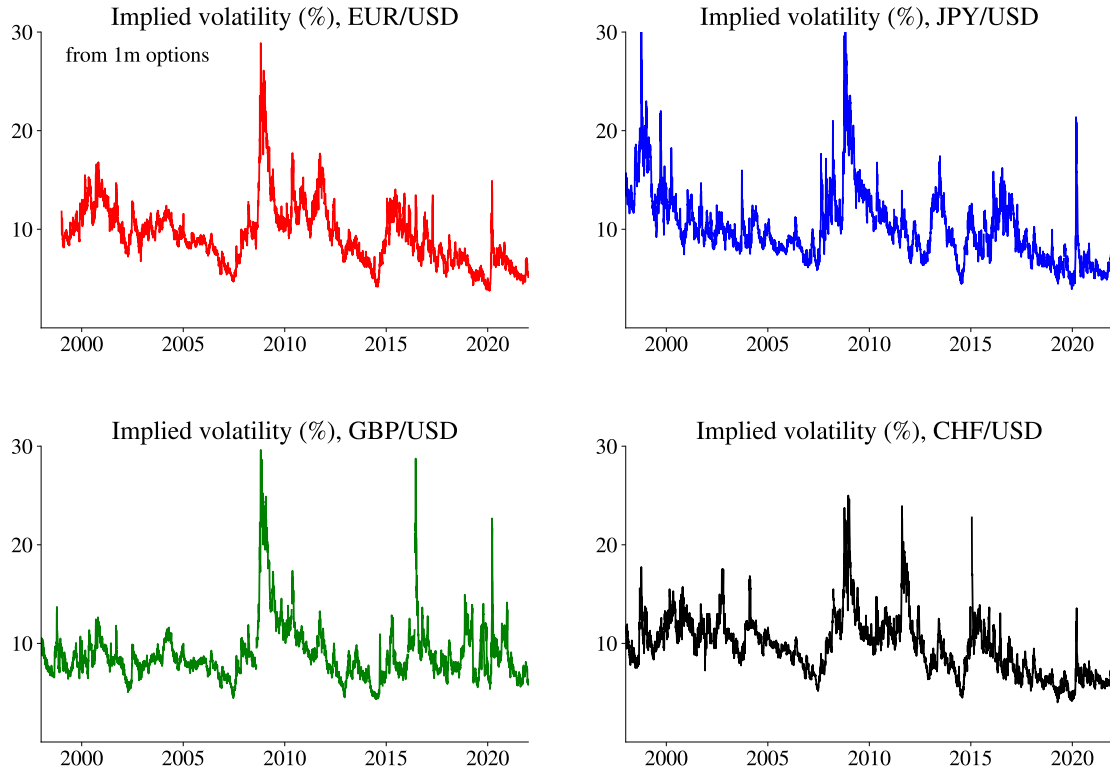 Implied volatility (%), EUR/USD
from 1m options
30
20
10
2000 2005 2010 2015 2020
Implied volatility (%), JPY/USD
30
20
10
2000 2005 2010 2015 2020
Implied volatility (%), GBP/USD
30
20
10
2000 2005 2010 2015 2020
Implied volatility (%), CHF/USD
30
20
10
2000 2005 2010 2015 2020